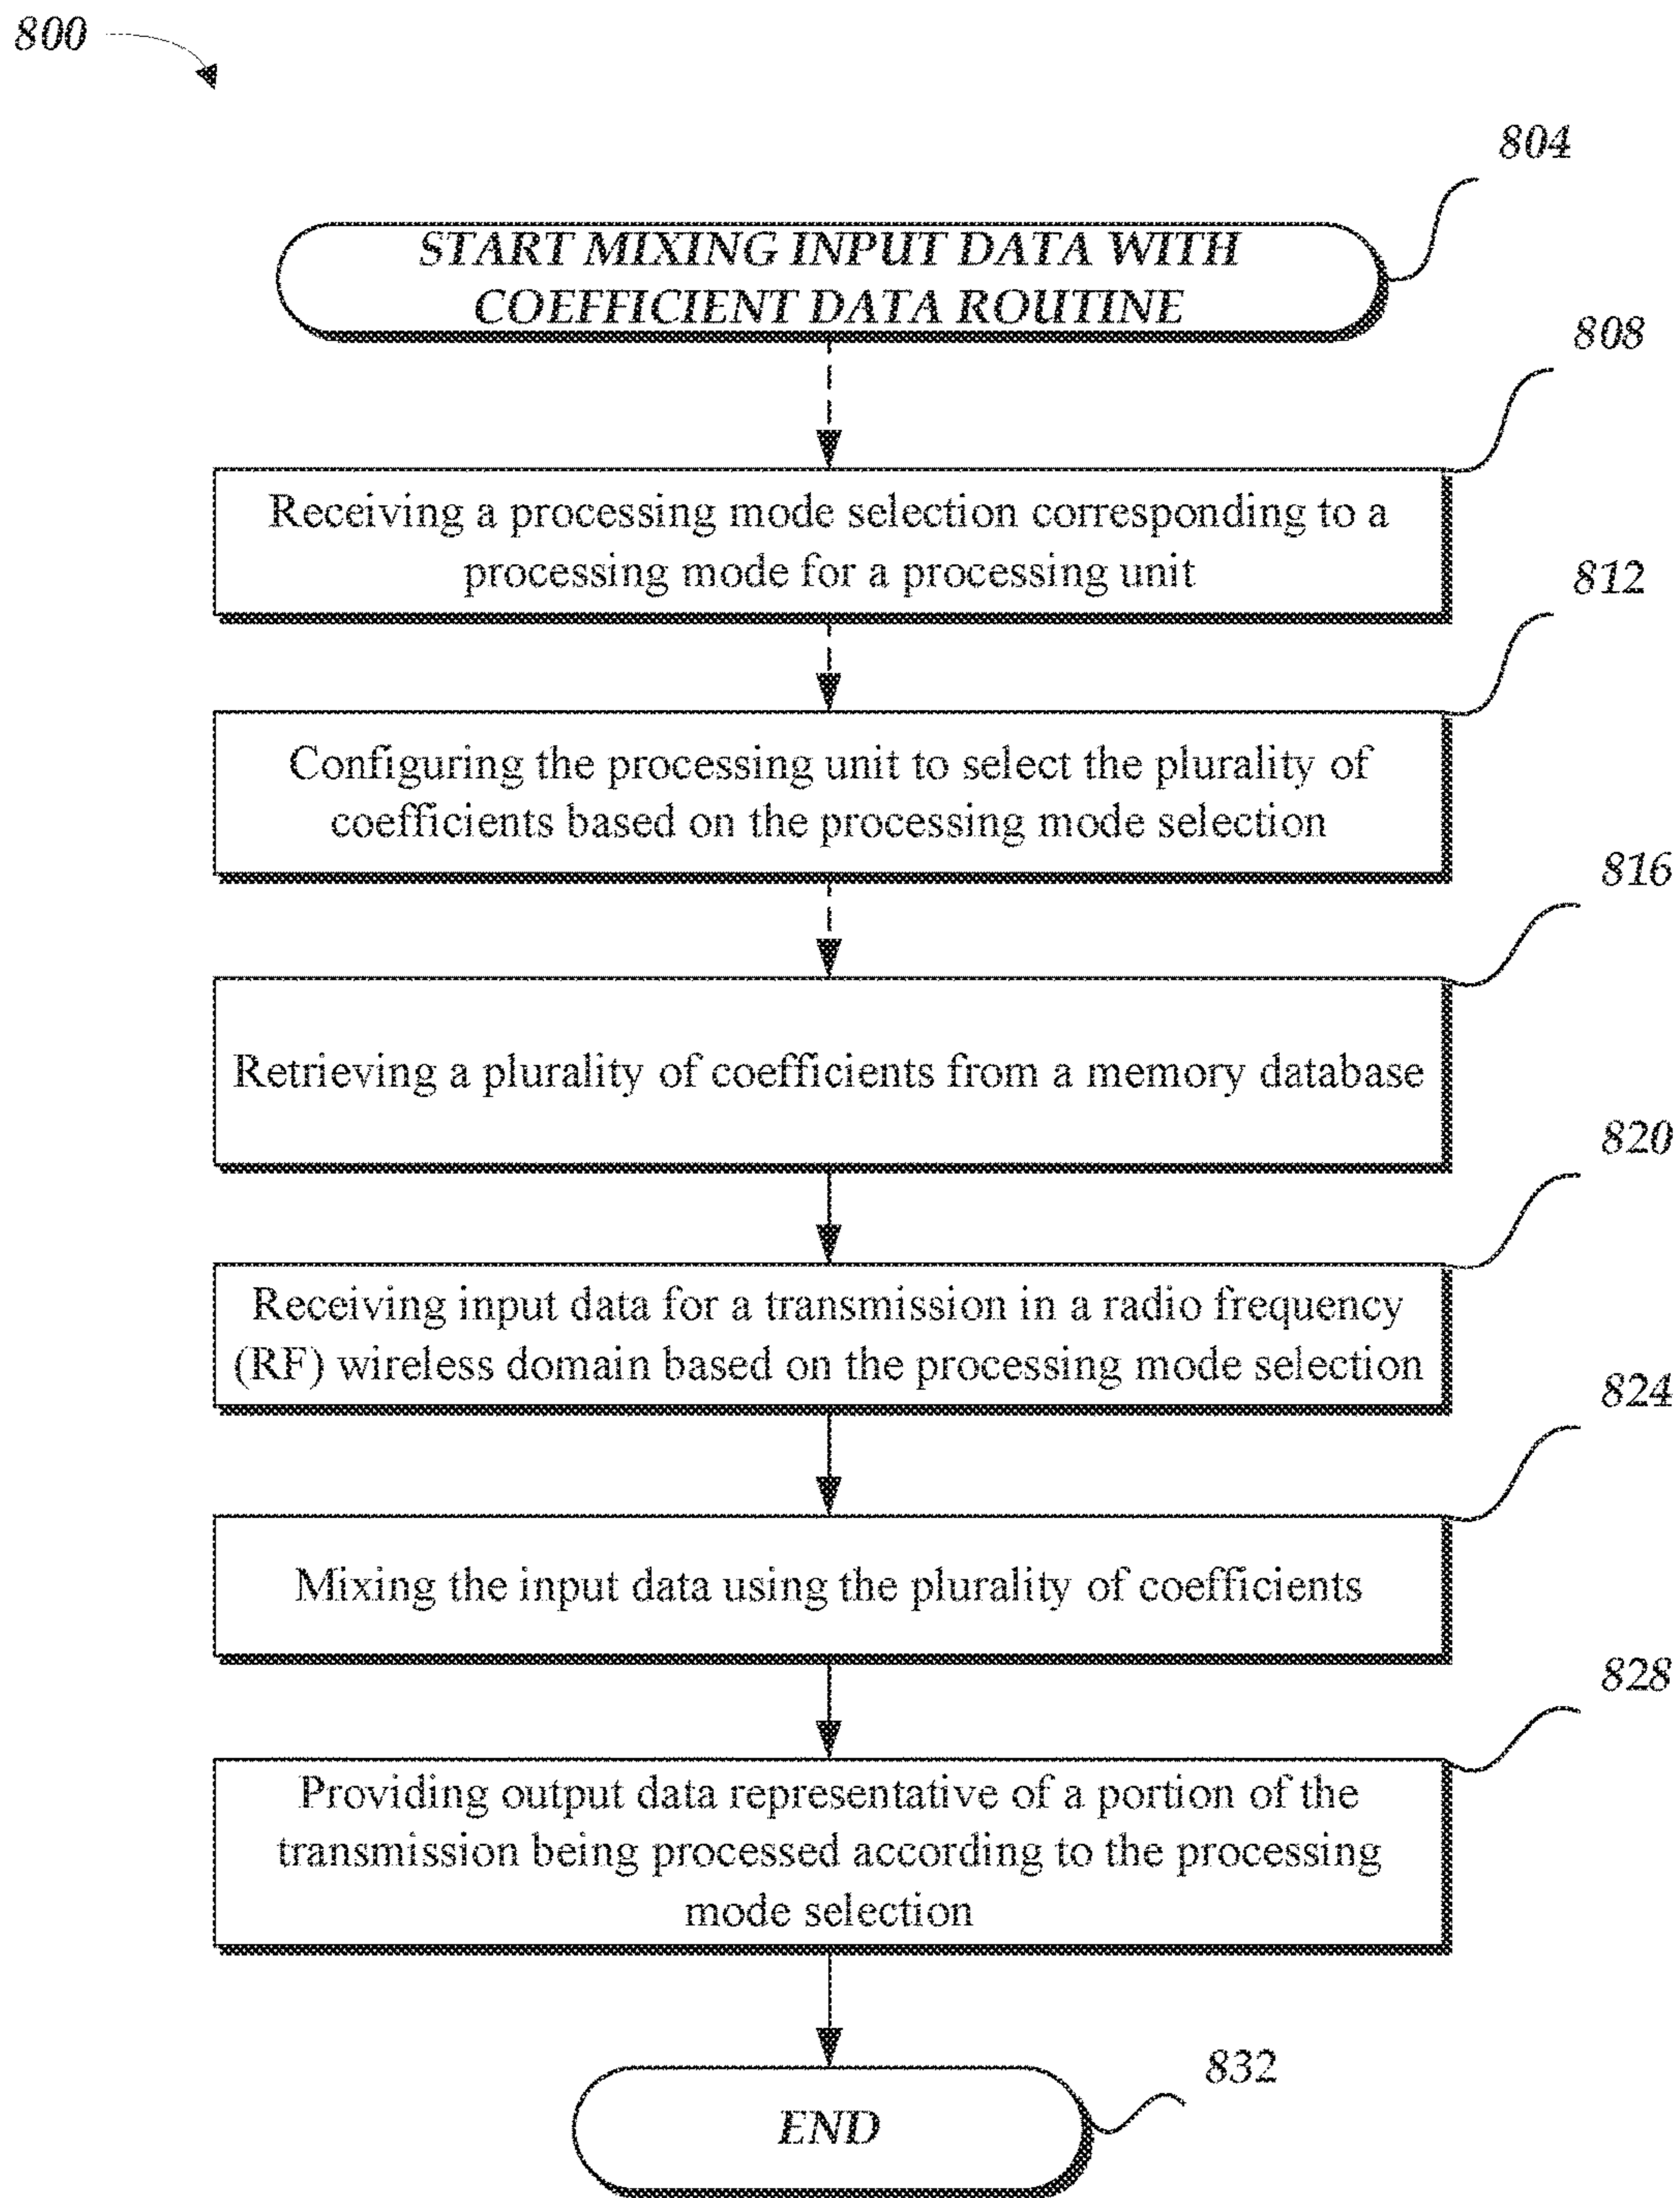 800
804
START MIXING INPUT DATA WITH
COEFFICIENT DATA ROUTINE
808
Receiving a processing mode selection corresponding to a
processing mode for a processing unit
812
Configuring the processing unit to select the plurality of
coefficients based on the processing mode selection
816
Retrieving a plurality of coefficients from a memory database
820
Receiving input data for a transmission in a radio frequency
(RF) wireless domain based on the processing mode selection
824
Mixing the input data using the plurality of coefficients
828
Providing output data representative of a portion of the
transmission being processed according to the processing
mode selection
832
END